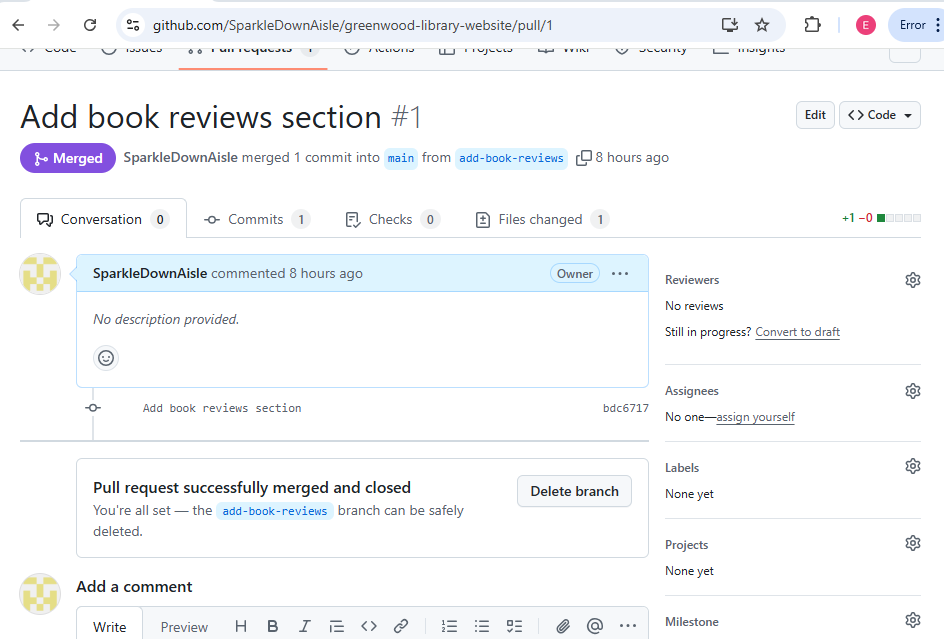 github.com/SparkleDownAisle/greenwood-library-website/pull/1
E
Error
Code Issues Pull requests 1 Actions Projects Wiki Security Insights
Add book reviews section #1
Edit
<> Code
Merged
SparkleDownAisle merged 1 commit into main from add-book-reviews 8 hours ago
Conversation 0
Commits 1
Checks 0
Files changed 1
+1 −0
SparkleDownAisle commented 8 hours ago
Owner
No description provided.
Add book reviews section
bdc6717
Pull request successfully merged and closed
You're all set — the add-book-reviews branch can be safely
deleted.
Delete branch
Add a comment
Write
Preview
H B I
Reviewers
No reviews
Still in progress? Convert to draft
Assignees
No one—assign yourself
Labels
None yet
Projects
None yet
Milestone